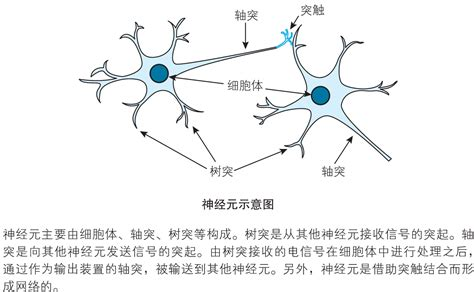 轴突
突触
细胞体
树突
轴
突
神经元示意图
神经元主要由细胞体、轴突、树突等构成。树突是从其他神经元接收信号的突起。轴
突是向其他神经元发送信号的突起。由树突接收的电信号在细胞体中进行处理之后，
通过作为输出装置的轴突，被输送到其他神经元。另外，神经元是借助突触结合而形
成网络的。